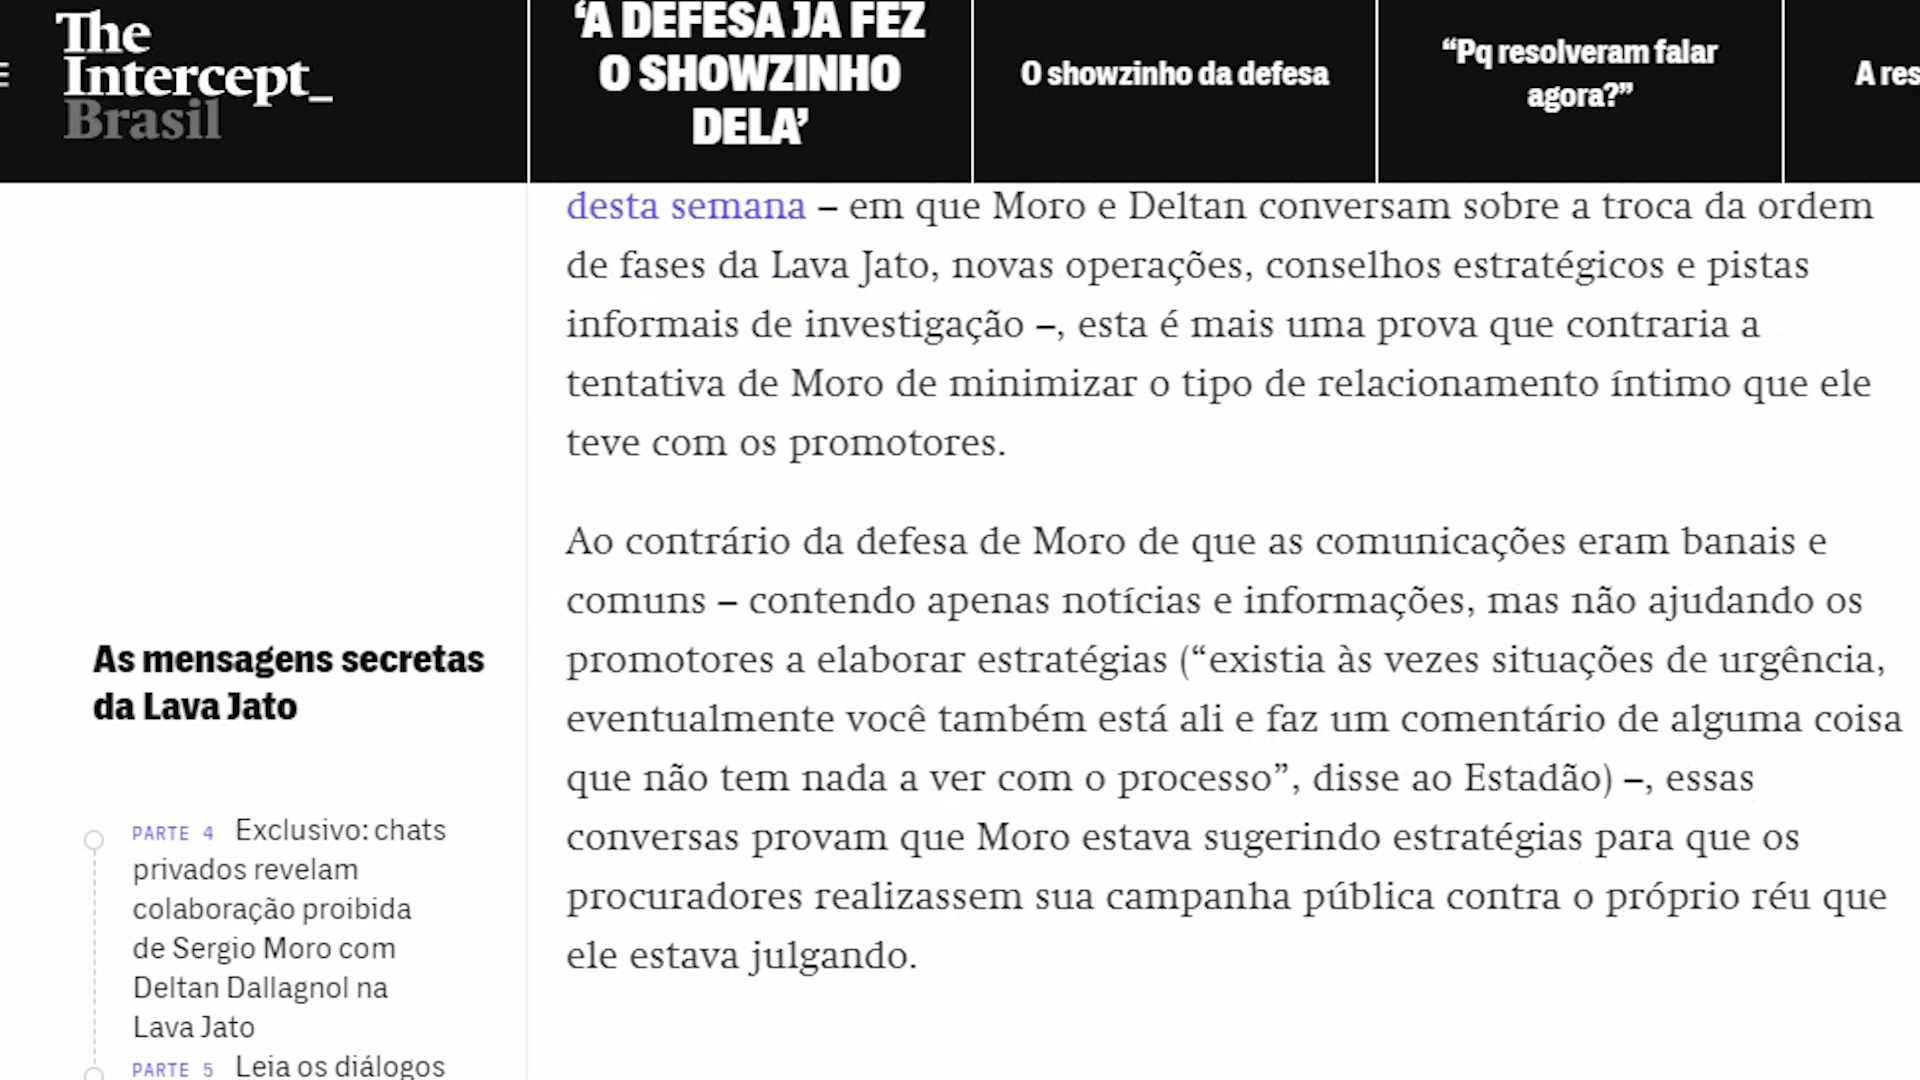 The
Intercept_
Brasil
‘A DEFESA JÁ FEZ
O SHOWZINHO
DELA’
O showzinho da defesa
“Pq resolveram falar
agora?”
A res
desta semana – em que Moro e Deltan conversam sobre a troca da ordem
de fases da Lava Jato, novas operações, conselhos estratégicos e pistas
informais de investigação –, esta é mais uma prova que contraria a
tentativa de Moro de minimizar o tipo de relacionamento íntimo que ele
teve com os promotores.
Ao contrário da defesa de Moro de que as comunicações eram banais e
comuns – contendo apenas notícias e informações, mas não ajudando os
promotores a elaborar estratégias (“existia às vezes situações de urgência,
eventualmente você também está ali e faz um comentário de alguma coisa
que não tem nada a ver com o processo”, disse ao Estadão) –, essas
conversas provam que Moro estava sugerindo estratégias para que os
procuradores realizassem sua campanha pública contra o próprio réu que
ele estava julgando.
As mensagens secretas
da Lava Jato
PARTE 4 Exclusivo: chats
privados revelam
colaboração proibida
de Sergio Moro com
Deltan Dallagnol na
Lava Jato
PARTE 5 Leia os diálogos